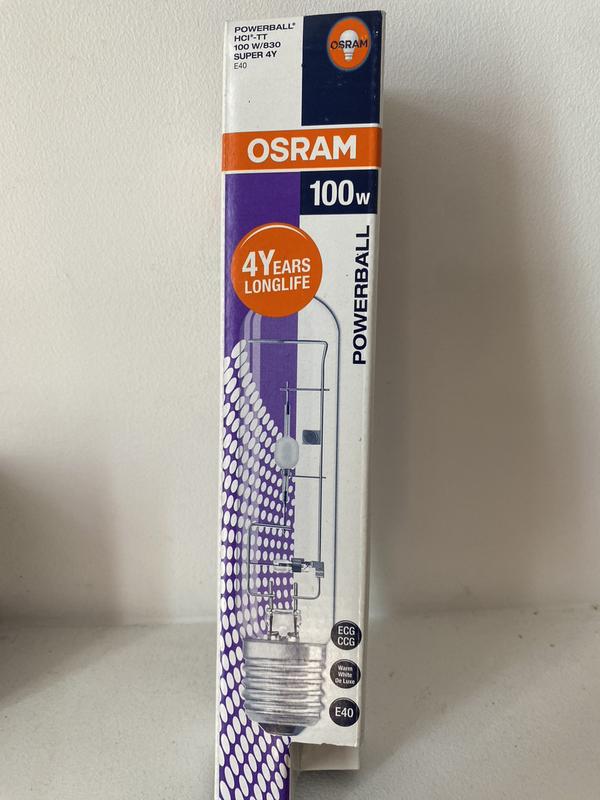 POWERBALL®
HCI®-TT
100 W/830
SUPER 4Y
E40
OSRAM
OSRAM
100W
4YEARS
LONGLIFE
POWERBALL
ECG
CCG
Warm
White
De Luxe
E40